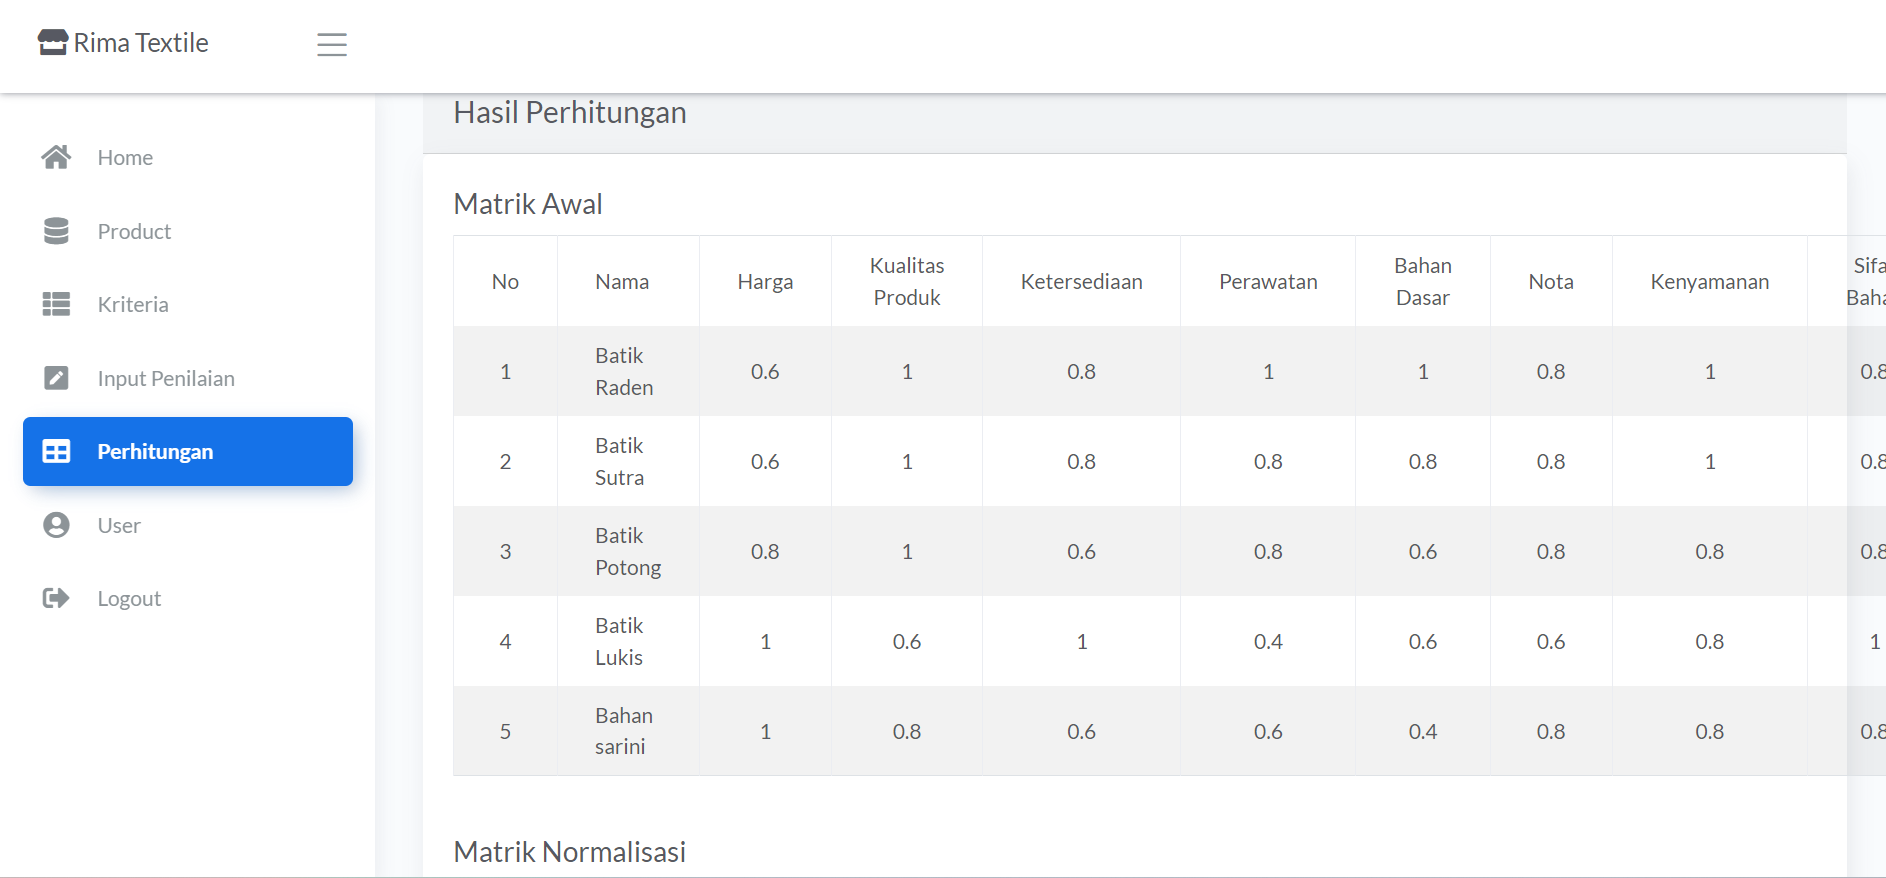 Rima Textile
Home
Product
Kriteria
Input Penilaian
Perhitungan
User
Logout
Hasil Perhitungan
Matrik Awal
No Nama Harga Kualitas Produk Ketersediaan Perawatan Bahan Dasar Nota Kenyamanan
1 Batik Raden 0.6 1 0.8 1 1 0.8 1 0.8
2 Batik Sutra 0.6 1 0.8 0.8 0.8 0.8 1 0.8
3 Batik Potong 0.8 1 0.6 0.8 0.6 0.8 0.8 0.8
4 Batik Lukis 1 0.6 1 0.4 0.6 0.6 0.8 1
5 Bahan sarini 1 0.8 0.6 0.6 0.4 0.8 0.8 0.8
Matrik Normalisasi